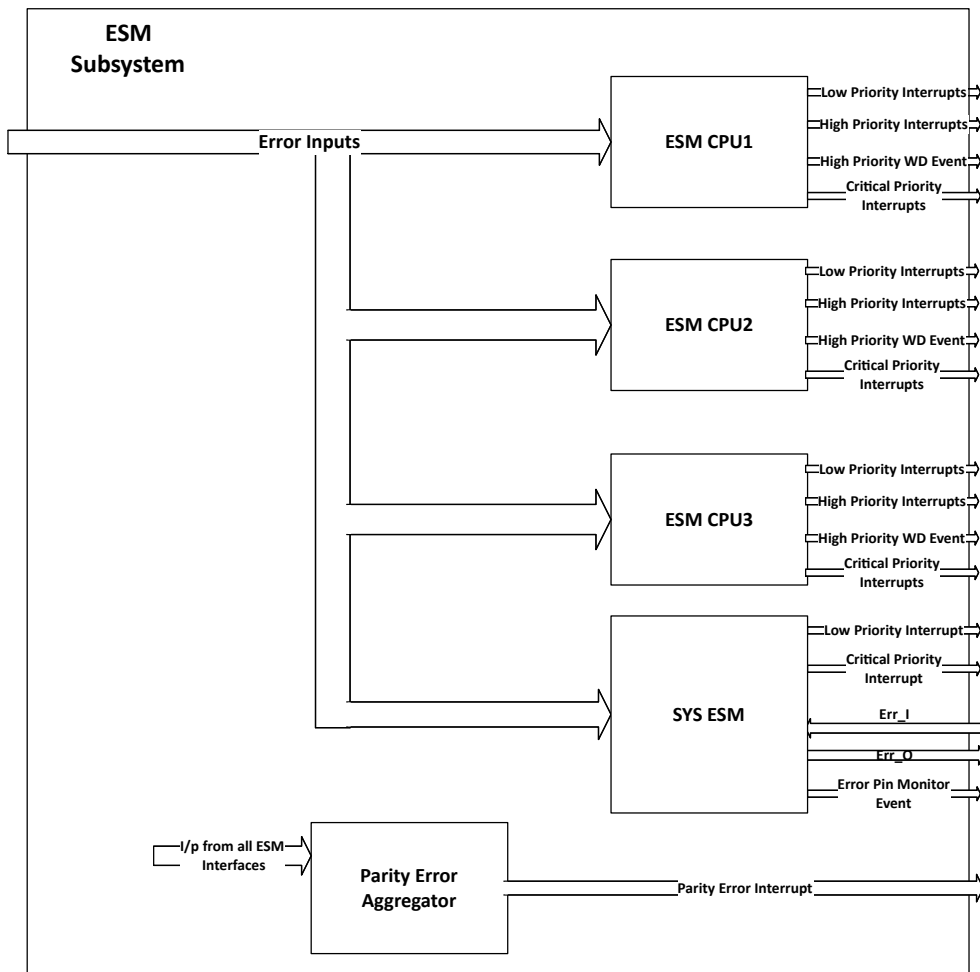 ESM
Subsystem
Error Inputs
ESM CPU1
Low Priority Interrupts
High Priority Interrupts
High Priority WD Event
Critical Priority
Interrupts
ESM CPU2
Low Priority Interrupts
High Priority Interrupts
High Priority WD Event
Critical Priority
Interrupts
ESM CPU3
Low Priority Interrupts
High Priority Interrupts
High Priority WD Event
Critical Priority
Interrupts
SYS ESM
Low Priority Interrupt
Critical Priority
Interrupt
Err_I
Err_O
Error Pin Monitor
Event
I/p from all ESM
Interfaces
Parity Error
Aggregator
Parity Error Interrupt